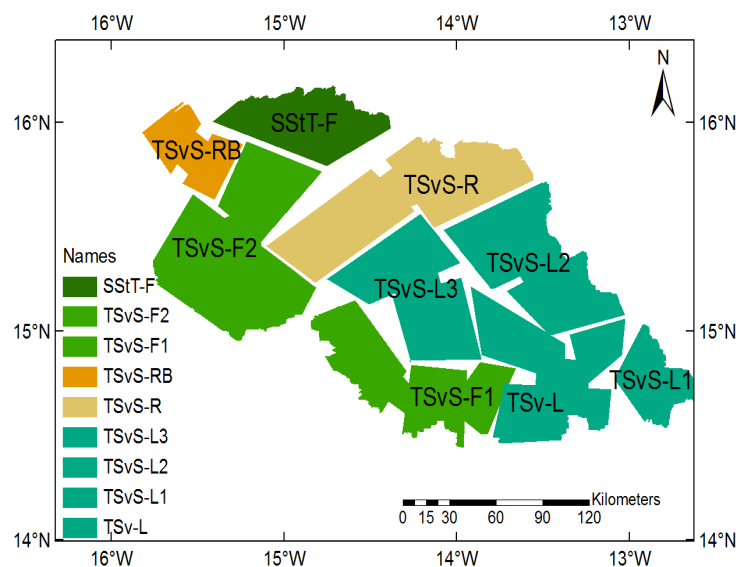 16°W 15°W 14°W 13°W
N
16°N 16°N
SStT-F
TSvS-RB
TSvS-R
TSvS-F2
TSvS-L2
TSvS-L3
15°N 15°N
TSvS-L1
TSvS-F1
TSv-L
Names
SStT-F
TSvS-F2
TSvS-F1
TSvS-RB
TSvS-R
TSvS-L3
TSvS-L2
TSvS-L1
TSv-L
Kilometers
0 15 30 60 90 120
14°N 14°N
16°W 15°W 14°W 13°W